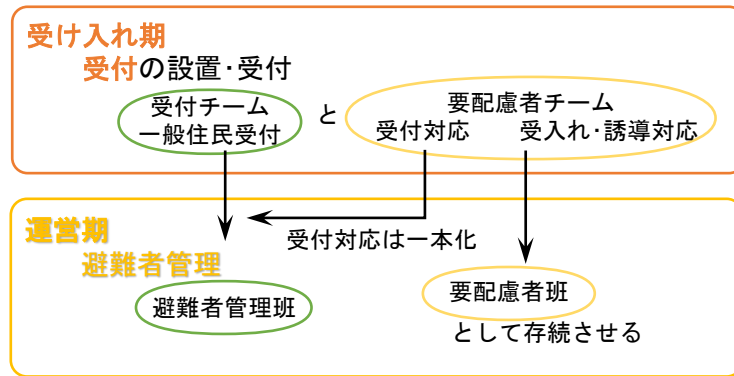 受け入れ期
受付の設置・受付
受付チーム
一般住民受付
と
要配慮者チーム
受付対応 受入れ・誘導対応
運営期
受付対応は一本化
避難者管理
避難者管理班
要配慮者班
として存続させる